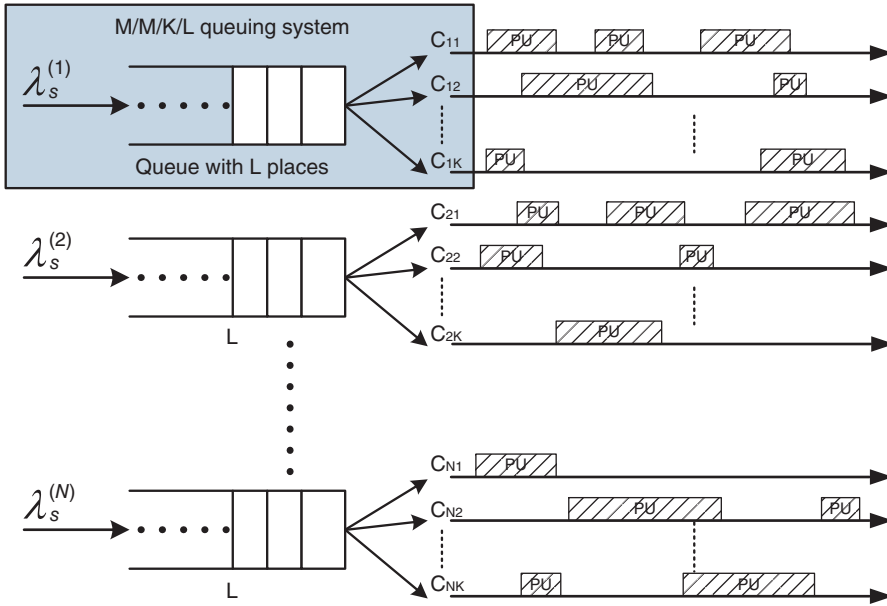 M/M/K/L queuing system
λs(1)
Queue with L places
C11 PU PU PU
C12 PU PU
C1K PU PU
λs(2)
L
C21 PU PU PU
C22 PU PU
C2K PU
λs(N)
L
CN1 PU
CN2 PU PU
CNK PU PU